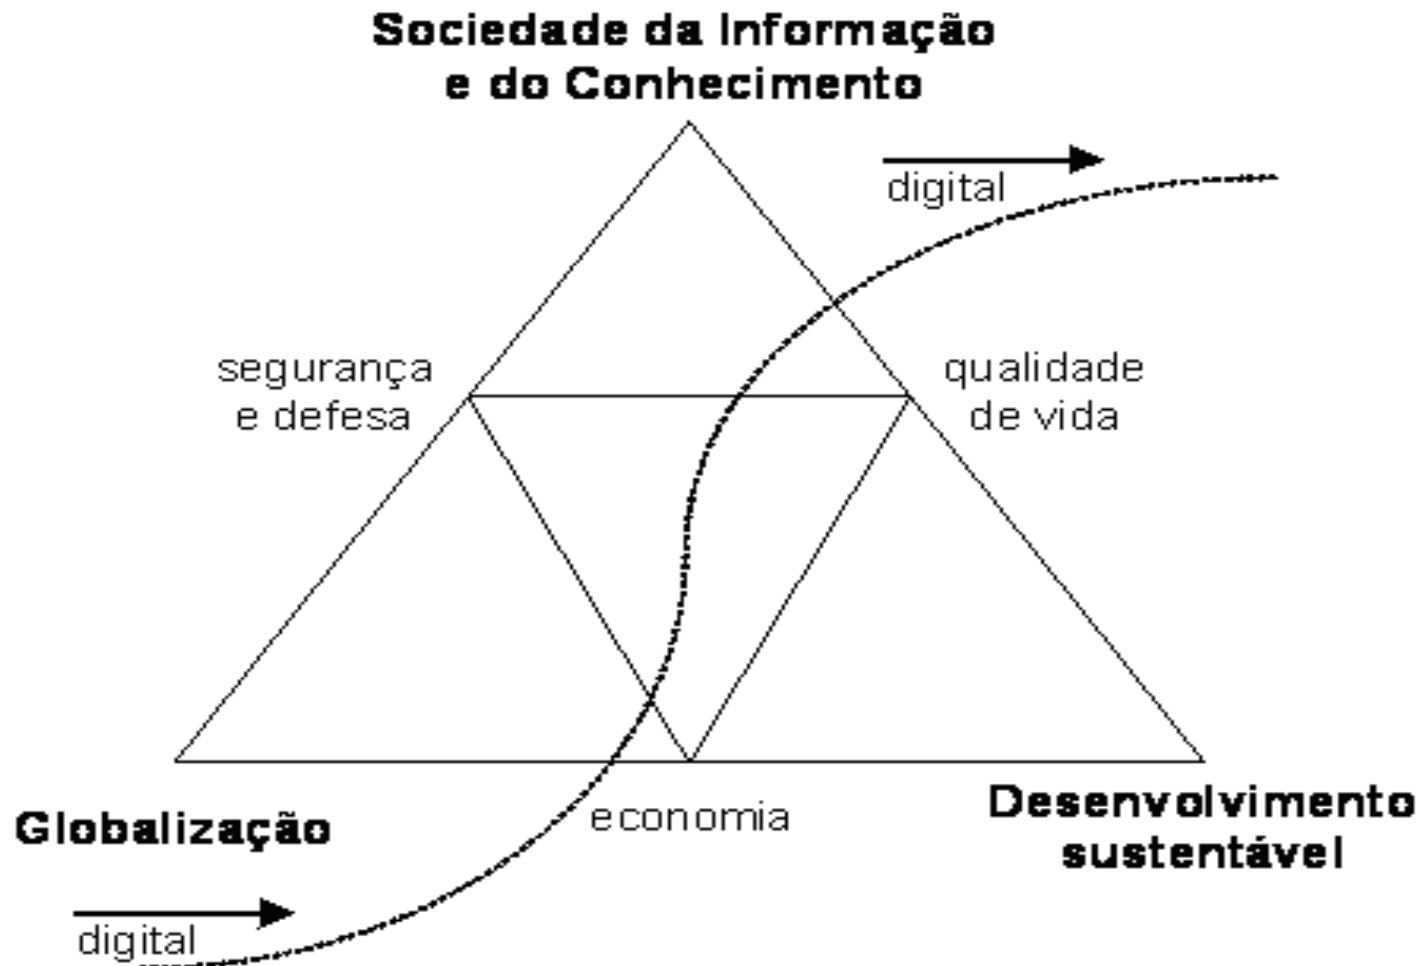 Sociedade da Informação
e do Conhecimento
digital
segurança
e defesa
qualidade
de vida
Globalização
economia
Desenvolvimento
sustentável
digital